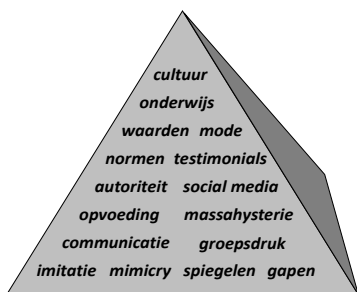 cultuur
onderwijs
waarden mode
normen testimonials
autoriteit social media
opvoeding massahysterie
communicatie groepsdruk
imitatie mimicry spiegelen gapen